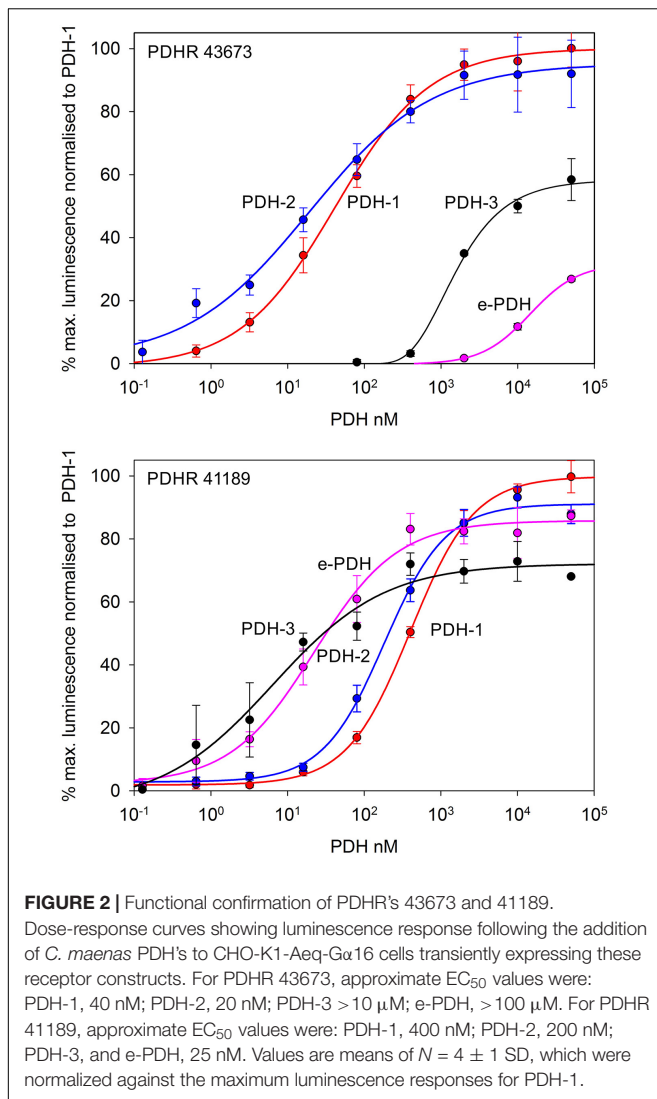 PDHR 43673
% max. luminescence normalised to PDH-1
100
80
60
40
20
0
PDH-2
PDH-1
PDH-3
e-PDH
10-1 100 101 102 103 104 105
PDH nM
PDHR 41189
% max. luminescence normalised to PDH-1
100
80
60
40
20
0
e-PDH
PDH-3
PDH-2
PDH-1
10-1 100 101 102 103 104 105
PDH nM
FIGURE 2 | Functional confirmation of PDHR's 43673 and 41189.
Dose-response curves showing luminescence response following the addition
of C. maenas PDH's to CHO-K1-Aeq-Gα16 cells transiently expressing these
receptor constructs. For PDHR 43673, approximate EC50 values were:
PDH-1, 40 nM; PDH-2, 20 nM; PDH-3 >10 μM; e-PDH, >100 μM. For PDHR
41189, approximate EC50 values were: PDH-1, 400 nM; PDH-2, 200 nM;
PDH-3, and e-PDH, 25 nM. Values are means of N = 4 ± 1 SD, which were
normalized against the maximum luminescence responses for PDH-1.